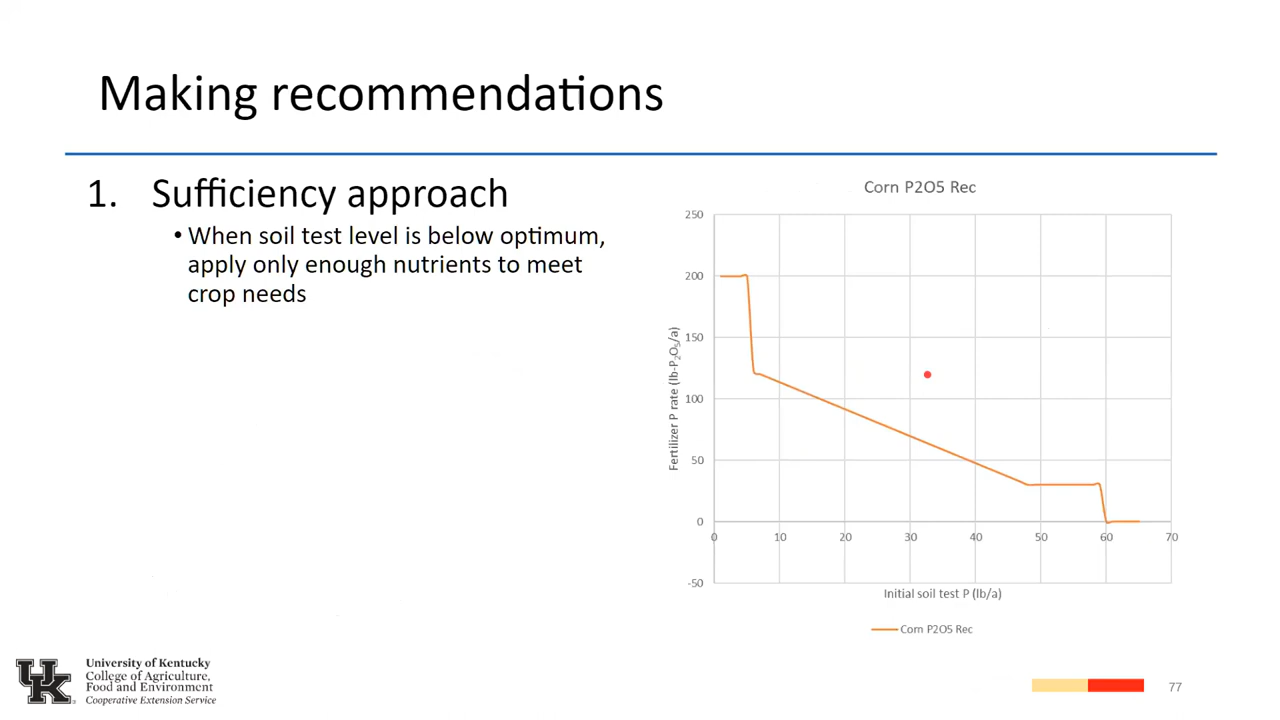 Making recommendations
1. Sufficiency approach
• When soil test level is below optimum,
apply only enough nutrients to meet
crop needs
Corn P2O5 Rec
250
200
150
100
50
0
-50
Fertilizer P rate (lb-P₂O₅/a)
0 10 20 30 40 50 60 70
Initial soil test P (lb/a)
Corn P2O5 Rec
UK
University of Kentucky
College of Agriculture,
Food and Environment
Cooperative Extension Service
77